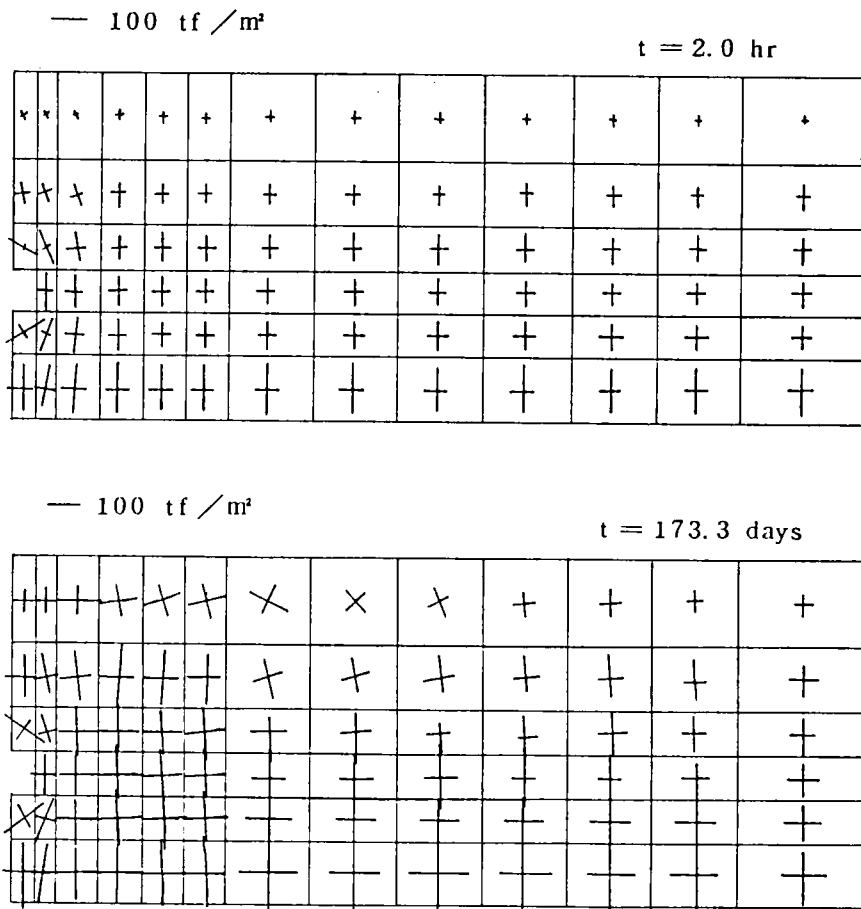 — 100 tf／m²
t = 2.0 hr
— 100 tf／m²
t = 173.3 days